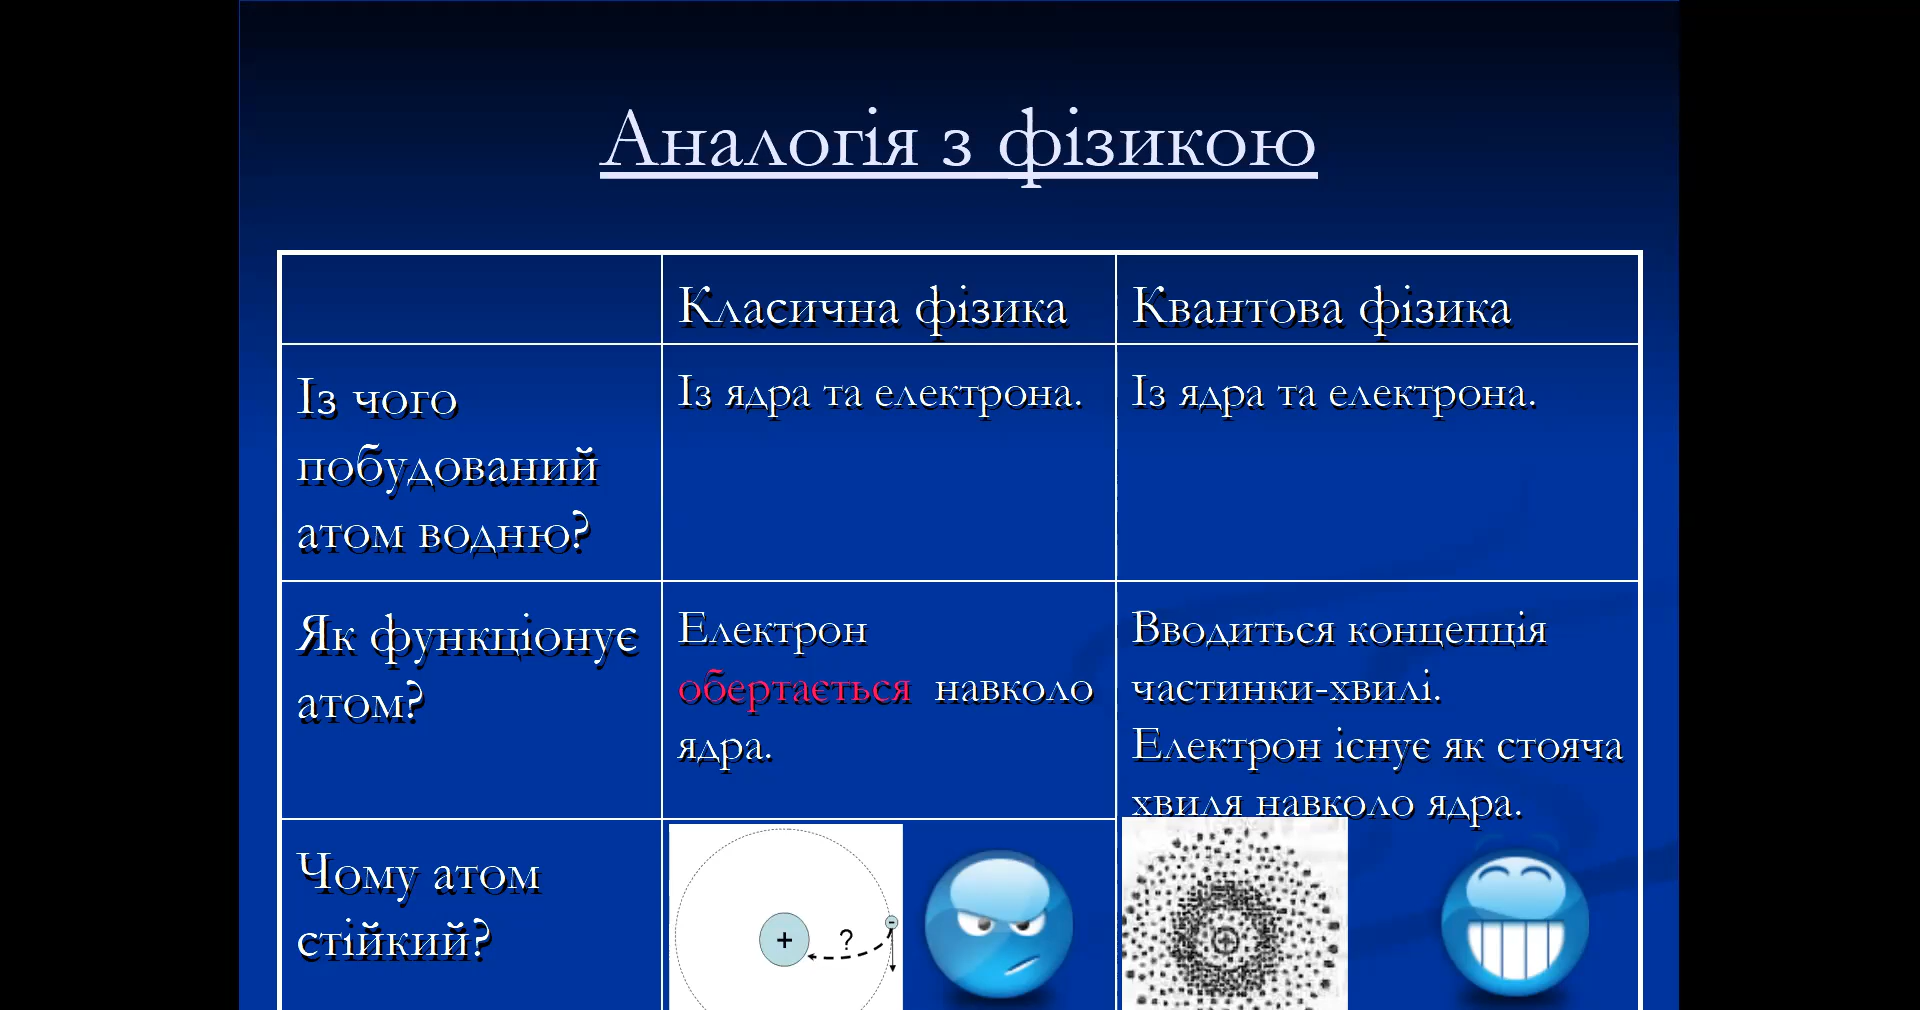 Аналогія з фізикою
Класична фізика
Квантова фізика
Із чого
побудований
атом водню?
Із ядра та електрона.
Із ядра та електрона.
Як функціонує
атом?
Електрон
обертається навколо
ядра.
Вводиться концепція
частинки-хвилі.
Електрон існує як стояча
хвиля навколо ядра.
Чому атом
стійкий?
+
?
-
+